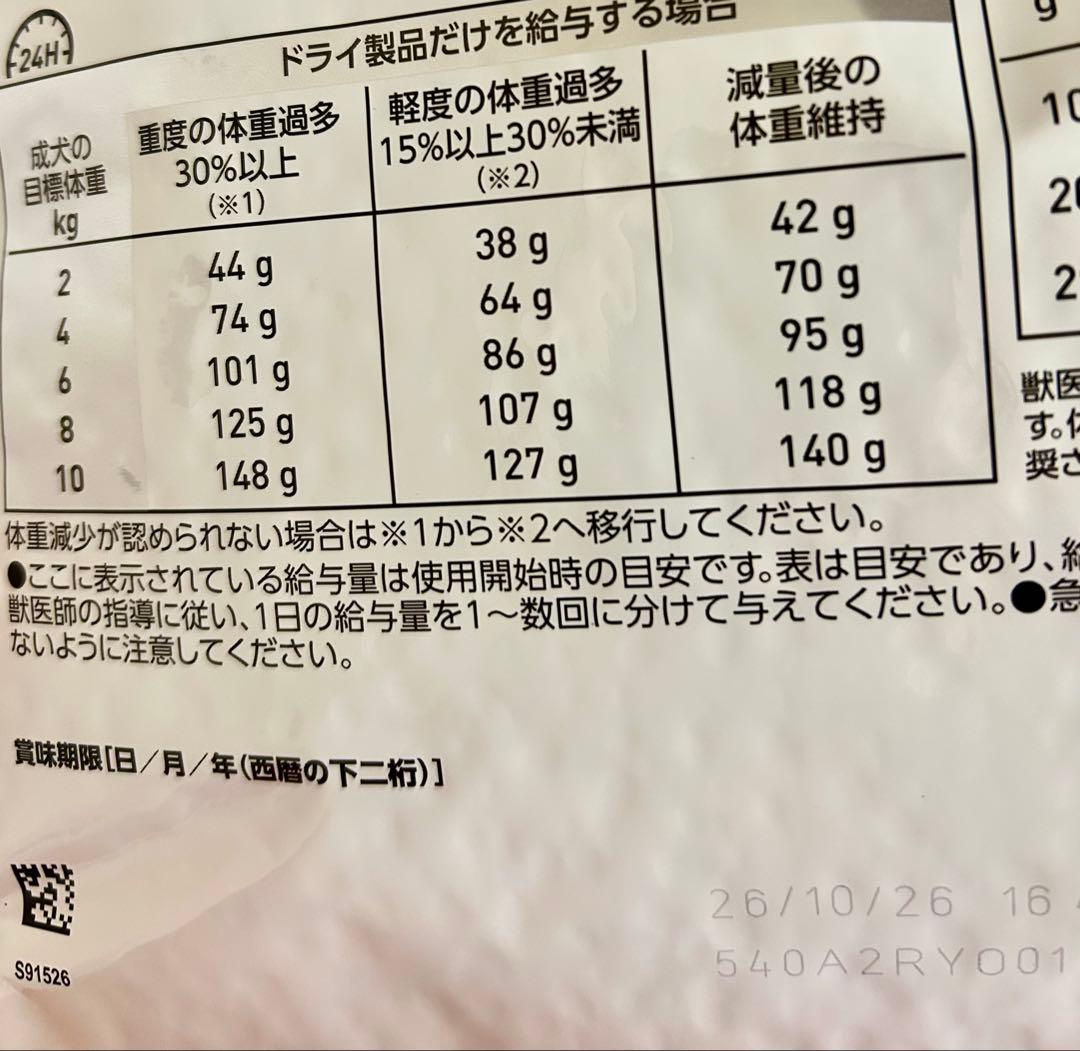 24H
ドライ製品だけを給与する場合
成犬の
目標体重
kg
重度の体重過多
30%以上
(※1)
軽度の体重過多
15%以上30%未満
(※2)
減量後の
体重維持
2 44 g 38 g 42 g
4 74 g 64 g 70 g
6 101 g 86 g 95 g
8 125 g 107 g 118 g
10 148 g 127 g 140 g
体重減少が認められない場合は※1から※2へ移行してください。
●ここに表示されている給与量は使用開始時の目安です。表は目安であり、給
獣医師の指導に従い、1日の給与量を1～数回に分けて与えてください。●急
ないように注意してください。
g
獣医
す。体
奨さ
賞味期限[日/月/年(西暦の下二桁)]
26/10/26 16
540A2RY001
S91526